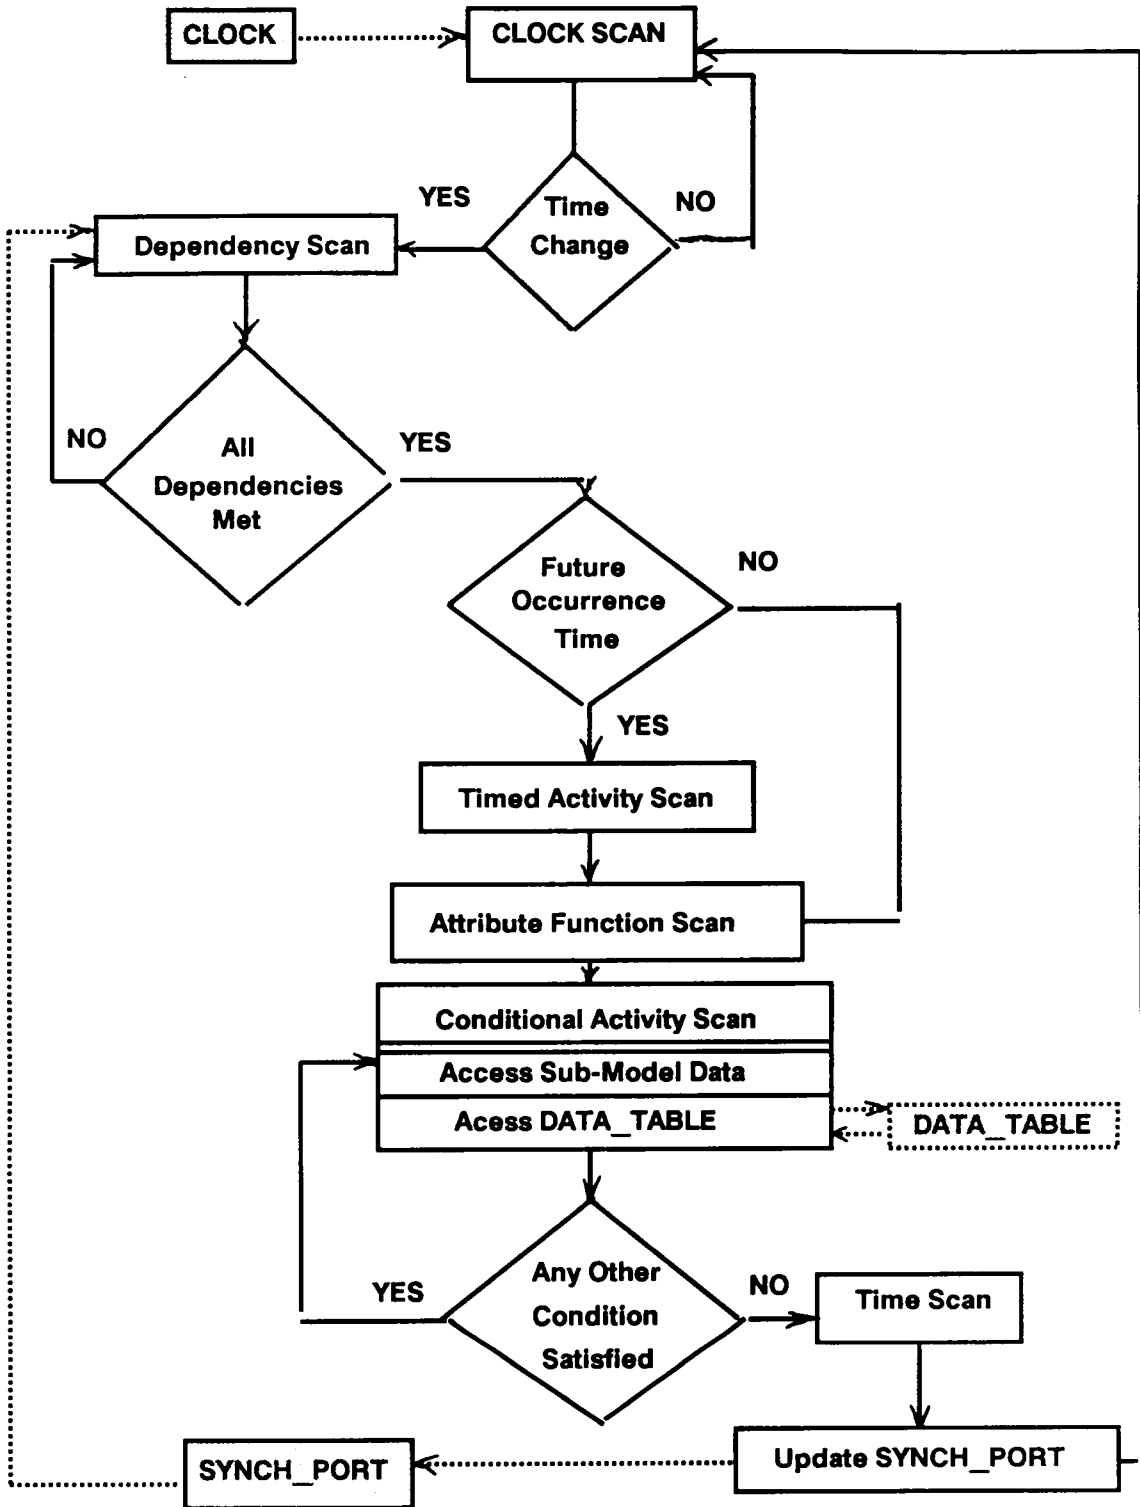 CLOCK
CLOCK SCAN
YES
Time
Change
NO
Dependency Scan
NO
All
Dependencies
Met
YES
Future
Occurrence
Time
NO
YES
Timed Activity Scan
Attribute Function Scan
Conditional Activity Scan
Access Sub-Model Data
Acess DATA_TABLE
DATA_TABLE
YES
Any Other
Condition
Satisfied
NO
Time Scan
SYNCH_PORT
Update SYNCH_PORT